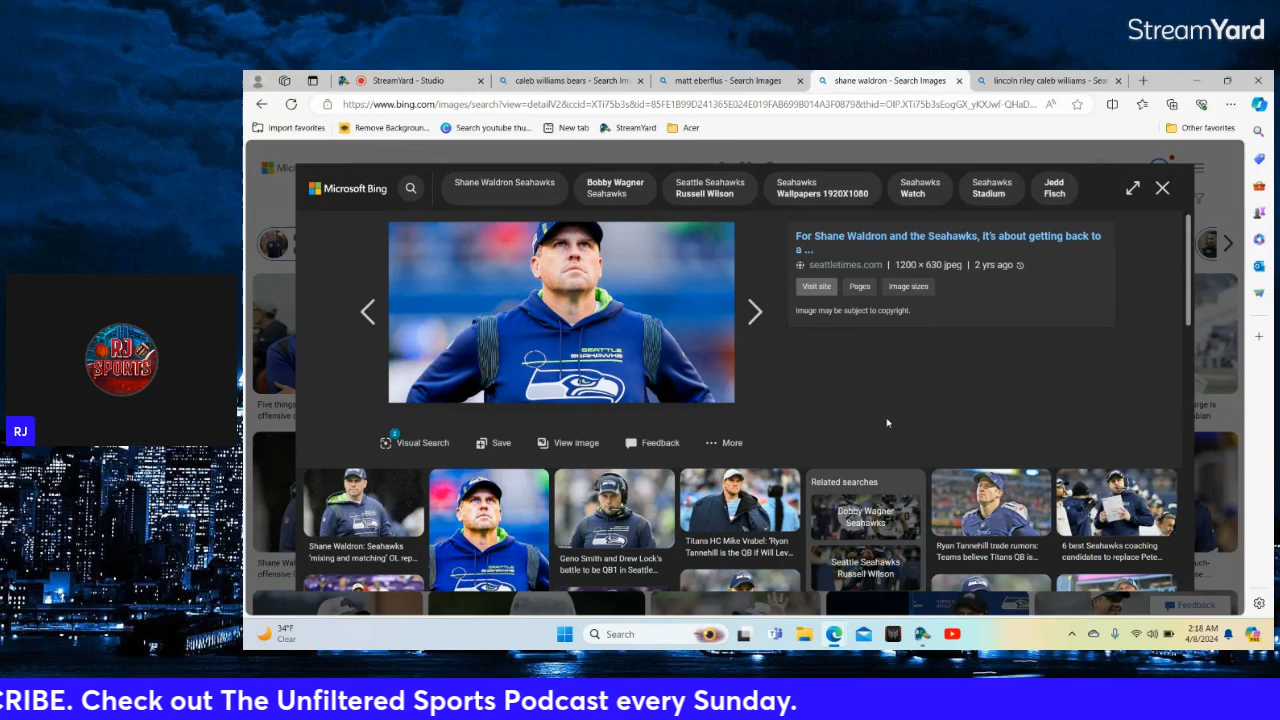 StreamYard
StreamYard - Studio
caleb williams bears - Search Im
matt eberflus - Search Images
shane waldron - Search Images
lincoln riley caleb williams - Sea
https://www.bing.com/images/search?view=detailV2&ccid=XTi75b3s&id=85FE1B99D241365E024E019FAB699B014A3F0879&thid=OIP.XTi75b3sEogGX_yKXJwf-QHaD...
Import favorites
Remove Backgroun...
Search youtube thu...
New tab
StreamYard
Acer
Other favorites
Microsoft Bing
Shane Waldron Seahawks
Bobby Wagner
Seahawks
Seattle Seahawks
Russell Wilson
Seahawks
Wallpapers 1920X1080
Seahawks
Watch
Seahawks
Stadium
Jedd
Fisch
For Shane Waldron and the Seahawks, it's about getting back to
a ...
seattletimes.com | 1200 × 630 jpeg | 2 yrs ago
Visit site
Pages
Image sizes
Image may be subject to copyright.
SEATTLE
SEAHAWKS
RJ
SPORTS
RJ
Five things
offensive c
2
Visual Search
Save
View image
Feedback
More
Shane Waldron: Seahawks
'mixing and matching' OL rep...
Geno Smith and Drew Lock's
battle to be QB1 in Seattle...
Titans HC Mike Vrabel: 'Ryan
Tannehill is the QB if Will Lev...
Related searches
Bobby Wagner
Seahawks
Seattle Seahawks
Russell Wilson
Ryan Tannehill trade rumors:
Teams believe Titans QB is...
6 best Seahawks coaching
candidates to replace Pete...
Shane Wal
offensive l
Feedback
34°F
Clear
Search
2:18 AM
4/8/2024
CRIBE. Check out The Unfiltered Sports Podcast every Sunday.